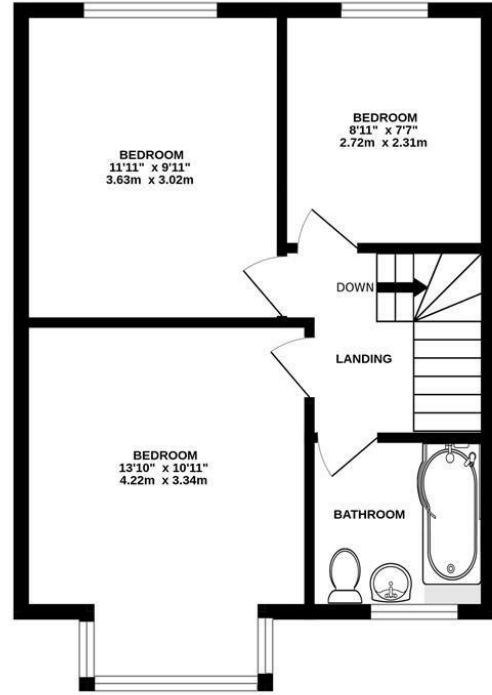 BEDROOM
11'11" x 9'11"
3.63m x 3.02m
BEDROOM
8'11" x 7'7"
2.72m x 2.31m
DOWN
LANDING
BEDROOM
13'10" x 10'11"
4.22m x 3.34m
BATHROOM